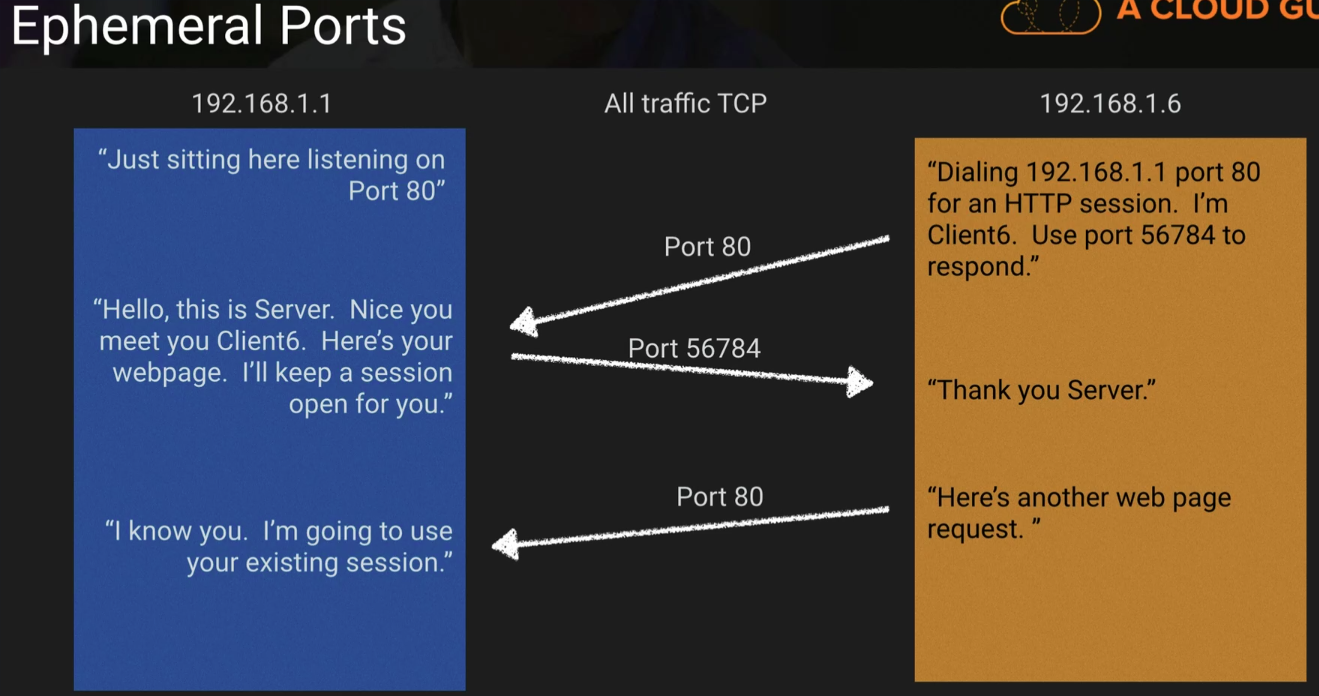 Ephemeral Ports
A CLOUD GU
192.168.1.1
All traffic TCP
192.168.1.6
“Just sitting here listening on
Port 80”
“Dialing 192.168.1.1 port 80
for an HTTP session. I’m
Client6. Use port 56784 to
respond.”
Port 80
“Hello, this is Server. Nice you
meet you Client6. Here’s your
webpage. I’ll keep a session
open for you.”
Port 56784
“Thank you Server.”
Port 80
“Here’s another web page
request. ”
“I know you. I’m going to use
your existing session.”